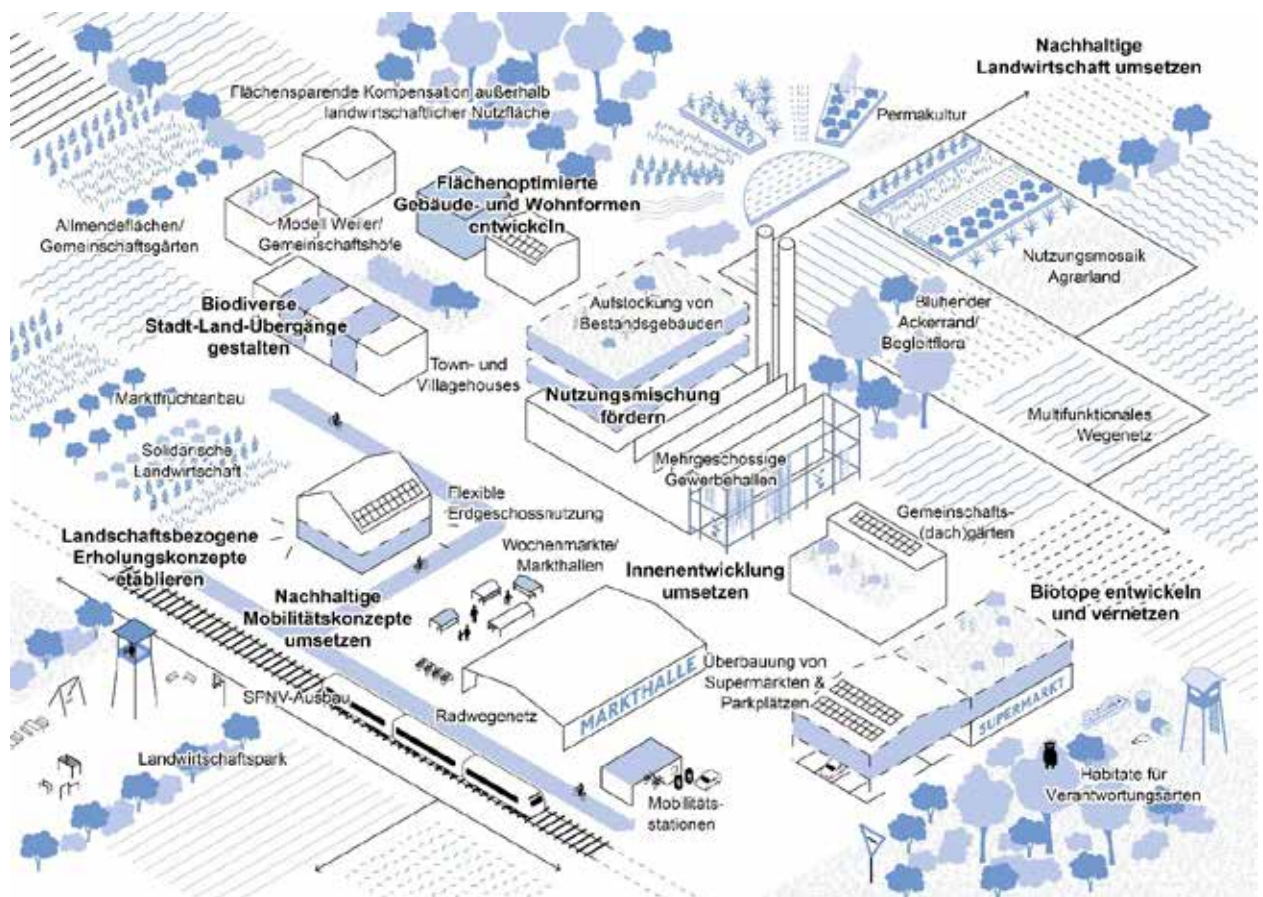 Nachhaltige
Landwirtschaft umsetzen
Flächensparende Kompensation außerhalb
landwirtschaftlicher Nutzfläche
Permakultur
Flächenoptimierte
Gebäude- und Wohnformen
entwickeln
Allmendeflächen/
Gemeinschaftsgärten
Modell Weiler/
Gemeinschaftshöfe
Nutzungsmosaik
Agrarland
Biodiverse
Stadt-Land-Übergänge
gestalten
Aufstockung von
Bestandsgebäuden
Blühender
Ackerrand/
Begleitflora
Town- und
Villagehouses
Nutzungsmischung
fördern
Marktfruchtanbau
Multifunktionales
Wegenetz
Solidarische
Landwirtschaft
Mehrgeschossige
Gewerbehallen
Flexible
Erdgeschossnutzung
Gemeinschafts-
(dach)gärten
Landschaftsbezogene
Erholungskonzepte
etablieren
Wochenmärkte/
Markthallen
Innenentwicklung
umsetzen
Nachhaltige
Mobilitätskonzepte
umsetzen
Biotope entwickeln
und vernetzen
MARKTHALLE
Überbauung von
Supermärkten &
Parkplätzen
SUPERMARKT
SPNV-Ausbau
Radwegenetz
Landwirtschaftspark
Habitate für
Verantwortungsarten
Mobilitäts-
stationen